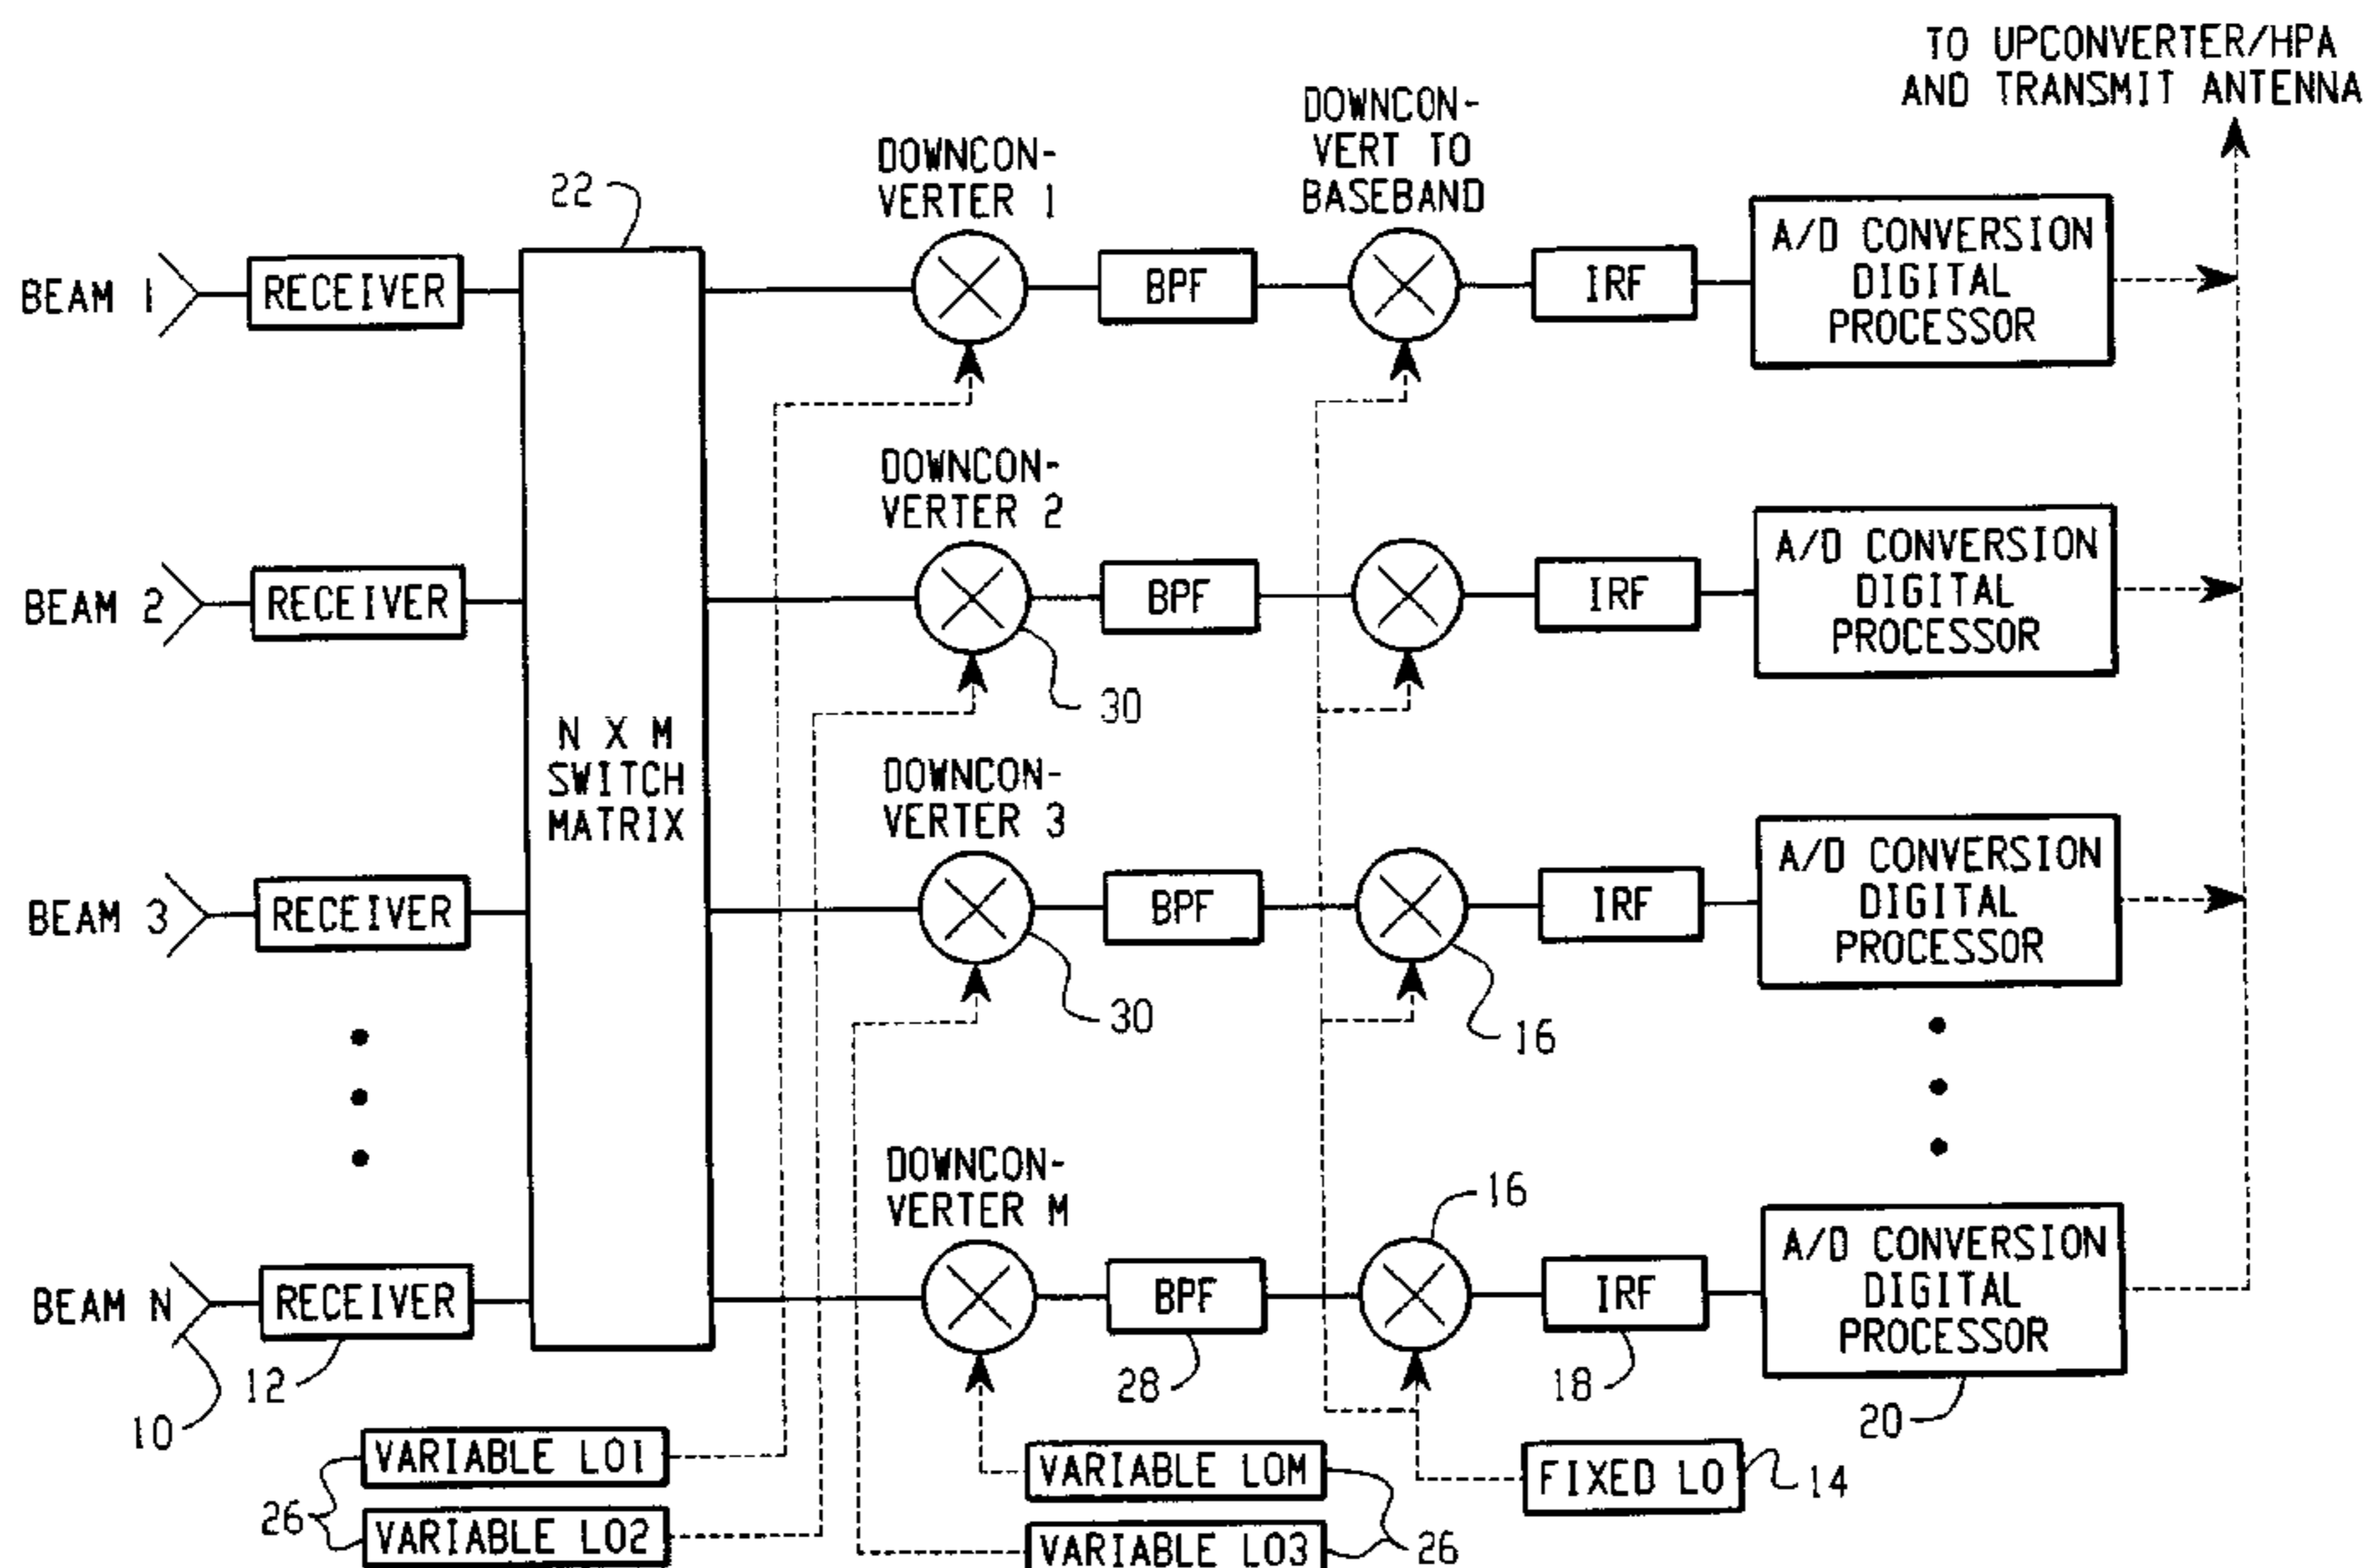 TO UPCONVERTER/HPA
AND TRANSMIT ANTENNA
DOWNCON-
VERT TO
BASEBAND
DOWNCON-
VERTER 1
22
BEAM 1
RECEIVER
BPF
IRF
A/D CONVERSION
DIGITAL
PROCESSOR
DOWNCON-
VERTER 2
BEAM 2
RECEIVER
BPF
IRF
A/D CONVERSION
DIGITAL
PROCESSOR
30
N X M
SWITCH
MATRIX
DOWNCON-
VERTER 3
BEAM 3
RECEIVER
BPF
IRF
A/D CONVERSION
DIGITAL
PROCESSOR
30
16
DOWNCON-
VERTER M
16
BEAM N
RECEIVER
BPF
IRF
A/D CONVERSION
DIGITAL
PROCESSOR
10
12
28
18
20
VARIABLE LO1
VARIABLE LOM
FIXED LO
14
26
VARIABLE LO2
VARIABLE LO3
26